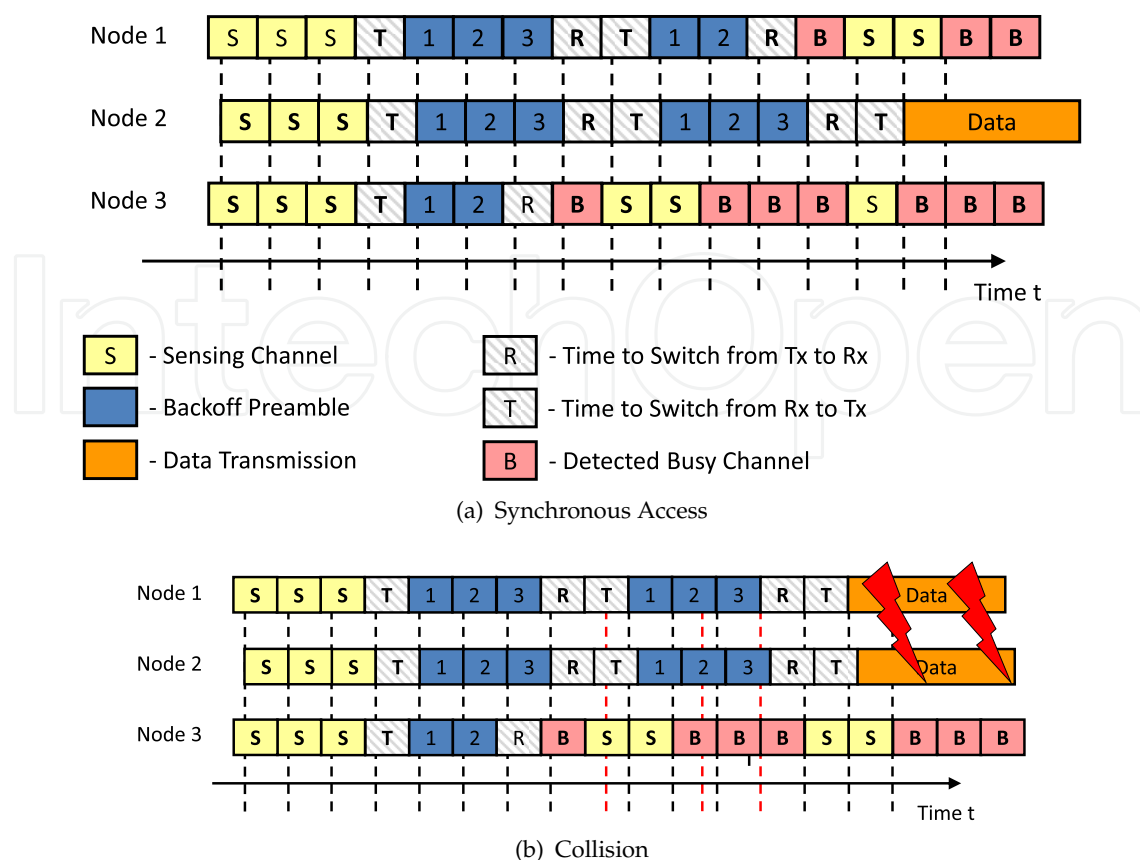 Node 1 S S S T 1 2 3 R T 1 2 R B S S B B
Node 2 S S S T 1 2 3 R T 1 2 3 R T Data
Node 3 S S S T 1 2 R B S S B B B S B B B
Time t
S - Sensing Channel R - Time to Switch from Tx to Rx
- Backoff Preamble T - Time to Switch from Rx to Tx
- Data Transmission B - Detected Busy Channel
(a) Synchronous Access
Node 1 S S S T 1 2 3 R T 1 2 3 R T Data
Node 2 S S S T 1 2 3 R T 1 2 3 R T Data
Node 3 S S S T 1 2 R B S S B B B S S B B B
Time t
(b) Collision
IntechOpen